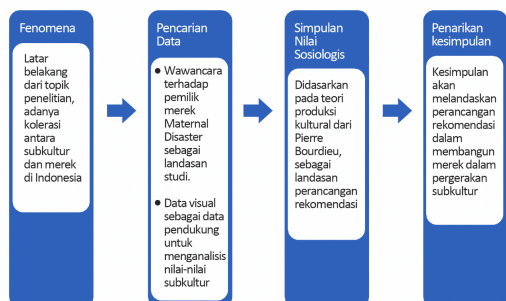 Fenomena
Latar
belakang
dari topik
penelitian,
adanya
kolerasi
antara
subkultur
dan merek
di Indonesia
Pencarian
Data
• Wawancara
terhadap
pemilik
merek
Maternal
Disaster
sebagai
landasan
studi.
• Data visual
sebagai data
pendukung
untuk
menganalisis
nilai-nilai
subkultur
Simpulan
Nilai
Sosiologis
Didasarkan
pada teori
produksi
kultural dari
Pierre
Bourdieu,
sebagai
landasan
perancangan
rekomendasi
Penarikan
kesimpulan
Kesimpulan
akan
melandaskan
perancangan
rekomendasi
dalam
membangun
merek dalam
pergerakan
subkultur